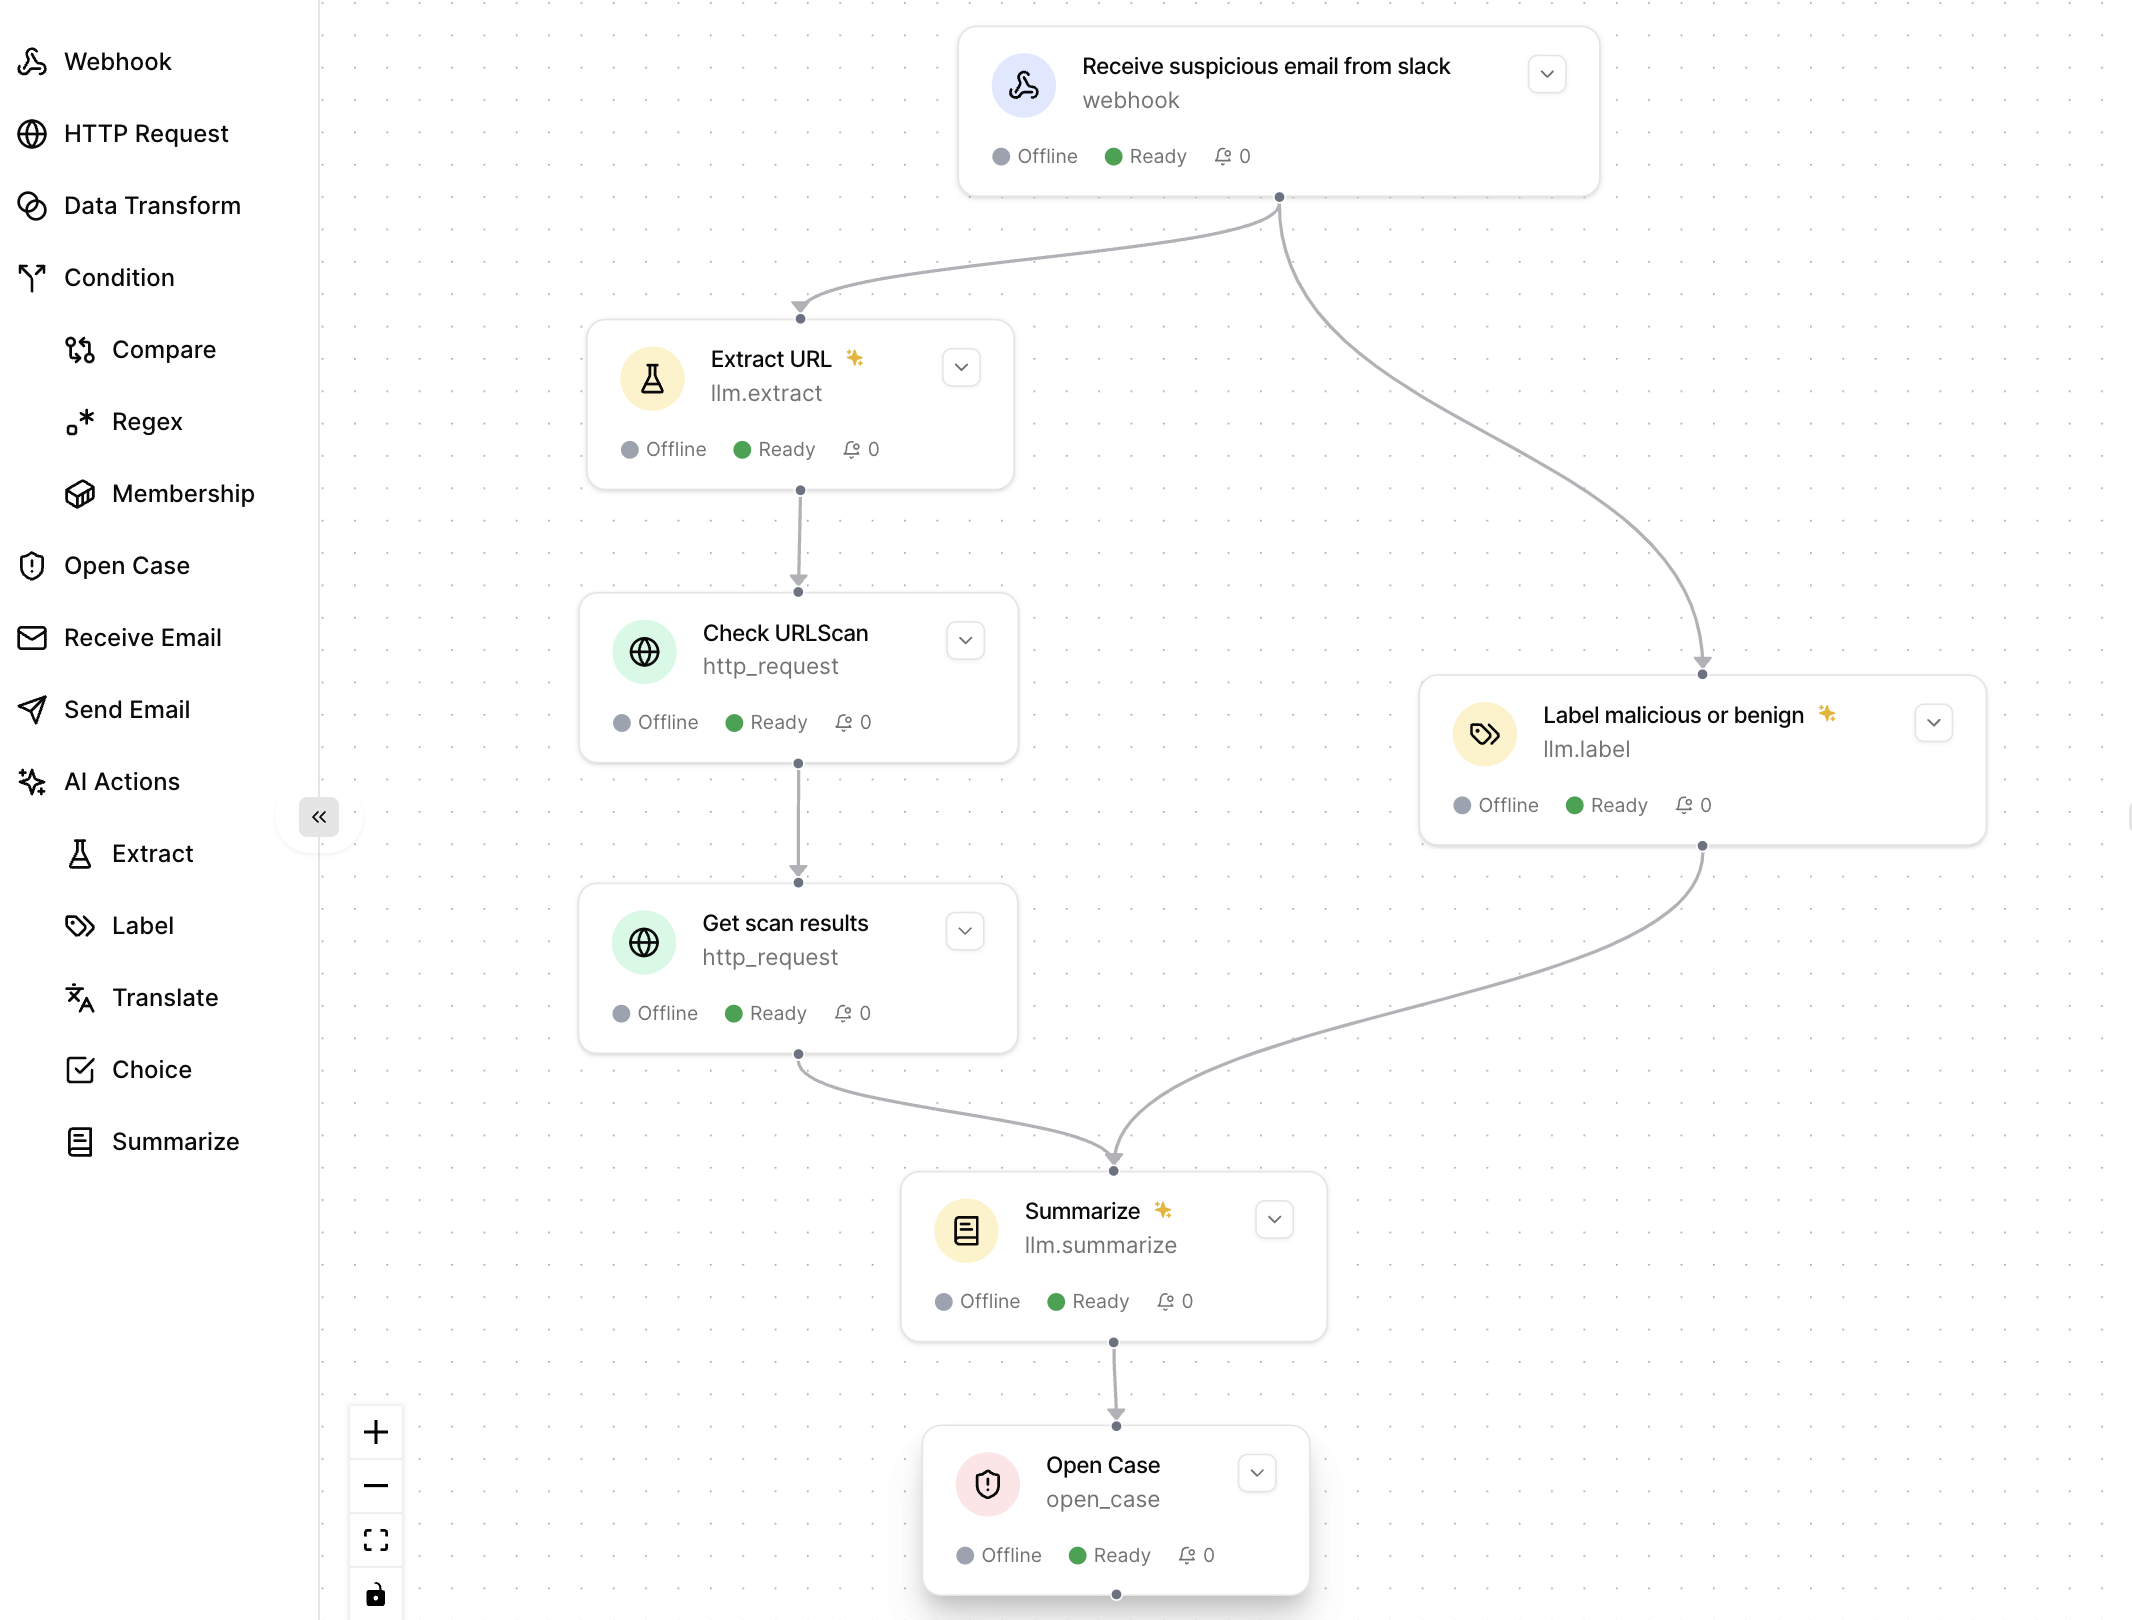 Webhook
HTTP Request
Data Transform
Condition
Compare
Regex
Membership
Open Case
Receive Email
Send Email
AI Actions
Extract
Label
Translate
Choice
Summarize
Receive suspicious email from slack
webhook
Offline Ready 0
Extract URL
llm.extract
Offline Ready 0
Check URLScan
http_request
Offline Ready 0
Label malicious or benign
llm.label
Offline Ready 0
Get scan results
http_request
Offline Ready 0
Summarize
llm.summarize
Offline Ready 0
Open Case
open_case
Offline Ready 0